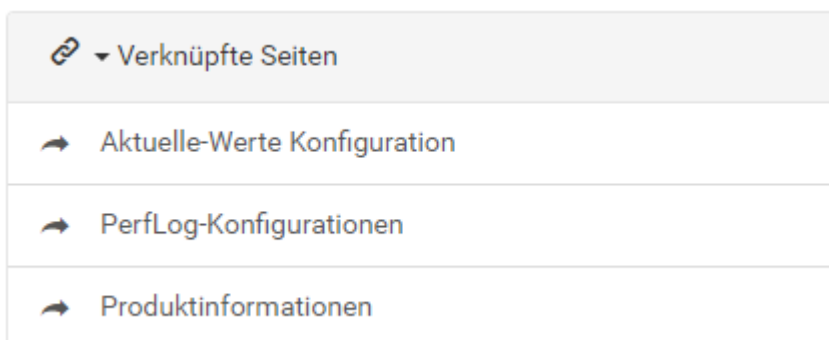 Verknüpfte Seiten
Aktuelle-Werte Konfiguration
PerfLog-Konfigurationen
Produktinformationen